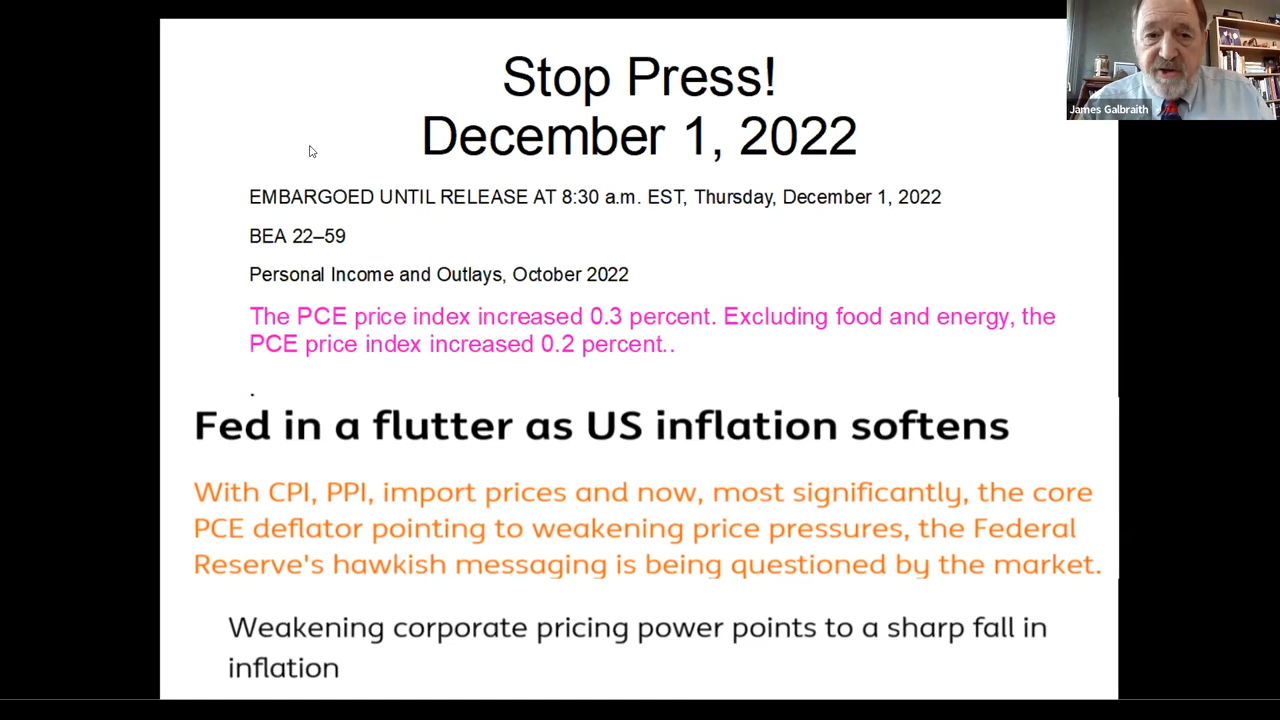 Stop Press!
December 1, 2022
James Galbraith
EMBARGOED UNTIL RELEASE AT 8:30 a.m. EST, Thursday, December 1, 2022
BEA 22–59
Personal Income and Outlays, October 2022
The PCE price index increased 0.3 percent. Excluding food and energy, the
PCE price index increased 0.2 percent..
.
Fed in a flutter as US inflation softens
With CPI, PPI, import prices and now, most significantly, the core
PCE deflator pointing to weakening price pressures, the Federal
Reserve's hawkish messaging is being questioned by the market.
Weakening corporate pricing power points to a sharp fall in
inflation